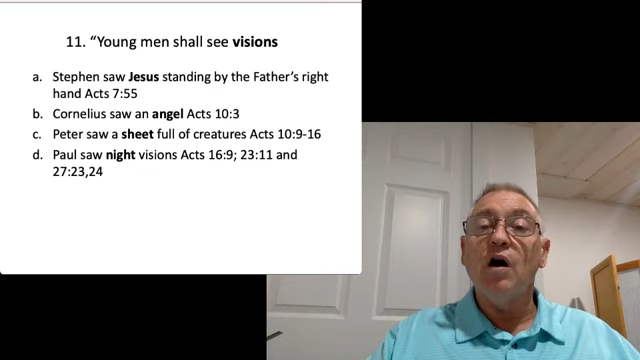 11. “Young men shall see visions
a. Stephen saw Jesus standing by the Father’s right
hand Acts 7:55
b. Cornelius saw an angel Acts 10:3
c. Peter saw a sheet full of creatures Acts 10:9-16
d. Paul saw night visions Acts 16:9; 23:11 and
27:23,24